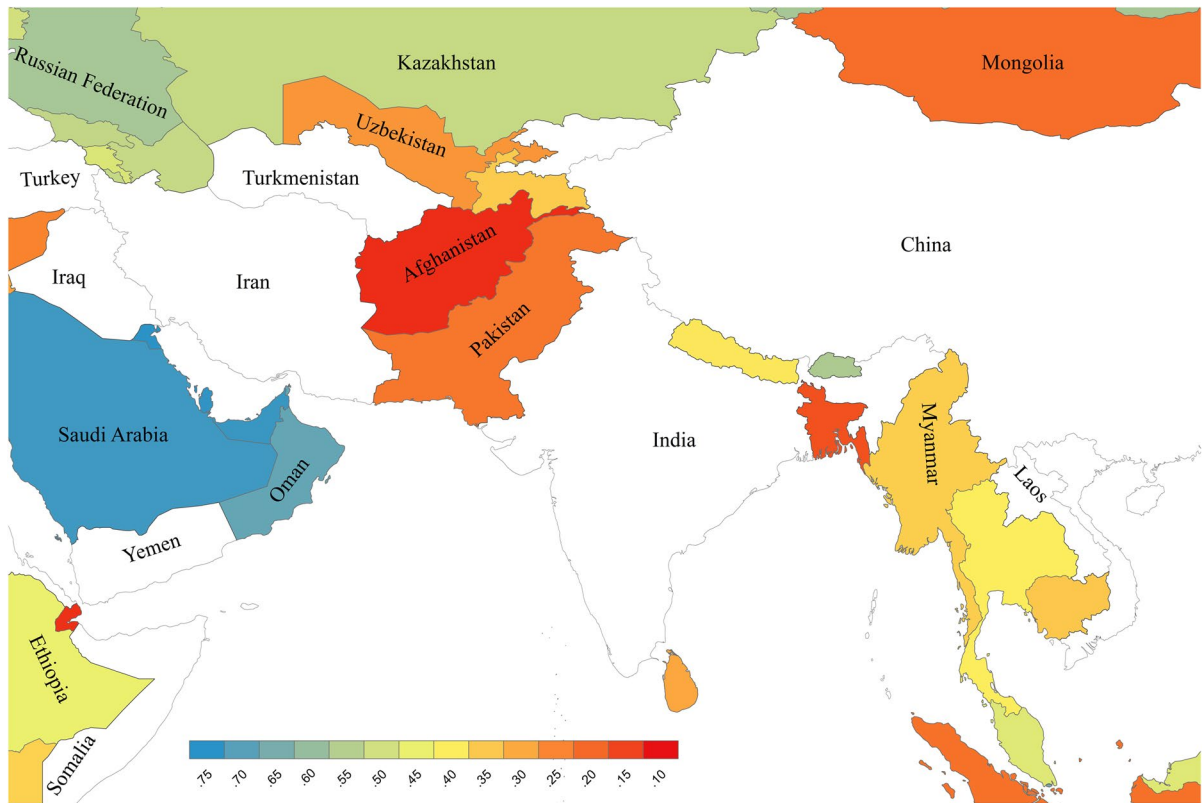 Kazakhstan
Mongolia
Russian Federation
Uzbekistan
Turkey
Turkmenistan
Afghanistan
China
Iraq
Iran
Pakistan
Saudi Arabia
India
Myanmar
Oman
Laos
Yemen
Ethiopia
Somalia
.75 .70 .65 .60 .55 .50 .45 .40 .35 .30 .25 .20 .15 .10